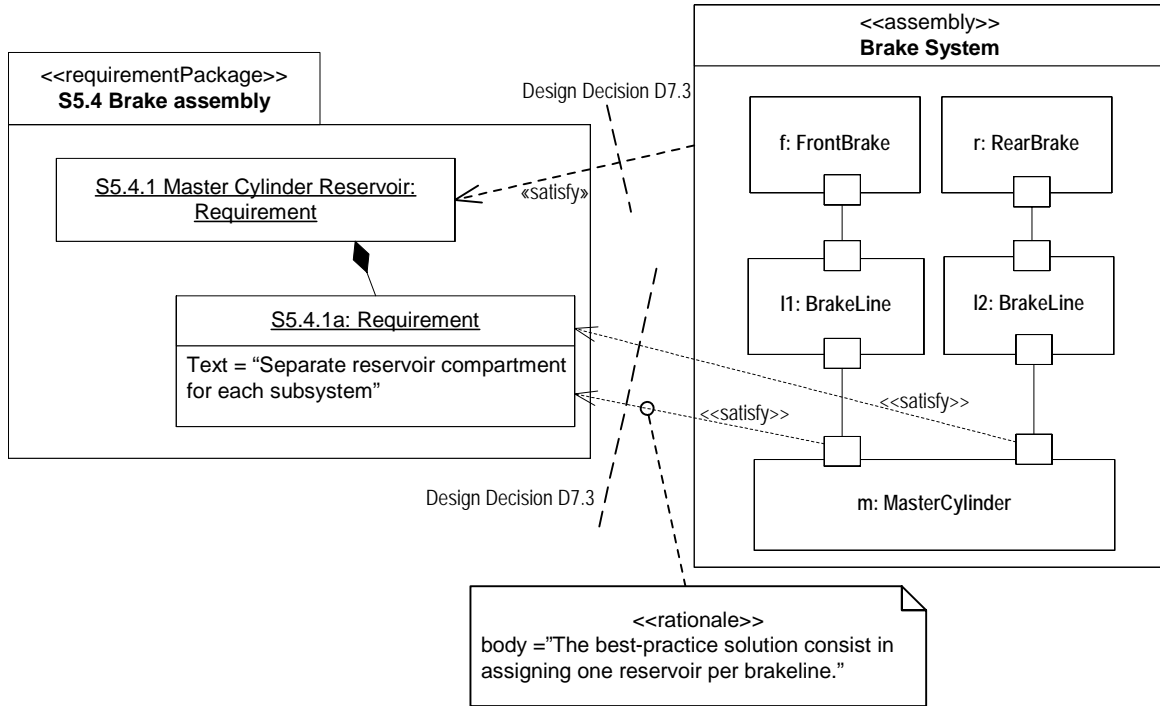 <<requirementPackage>>
S5.4 Brake assembly
S5.4.1 Master Cylinder Reservoir:
Requirement
S5.4.1a: Requirement
Text = “Separate reservoir compartment
for each subsystem”
Design Decision D7.3
«satisfy»
<<satisfy>>
<<satisfy>>
Design Decision D7.3
<<assembly>>
Brake System
f: FrontBrake
r: RearBrake
l1: BrakeLine
l2: BrakeLine
m: MasterCylinder
<<rationale>>
body =”The best-practice solution consist in
assigning one reservoir per brakeline.”